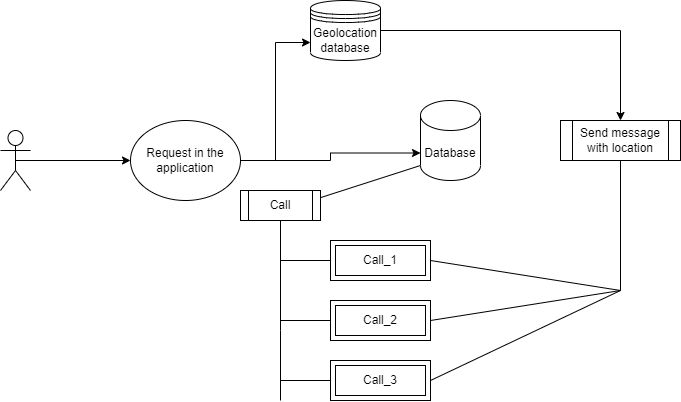 Geolocation
database
Send message
with location
Request in the
application
Database
Call
Call_1
Call_2
Call_3